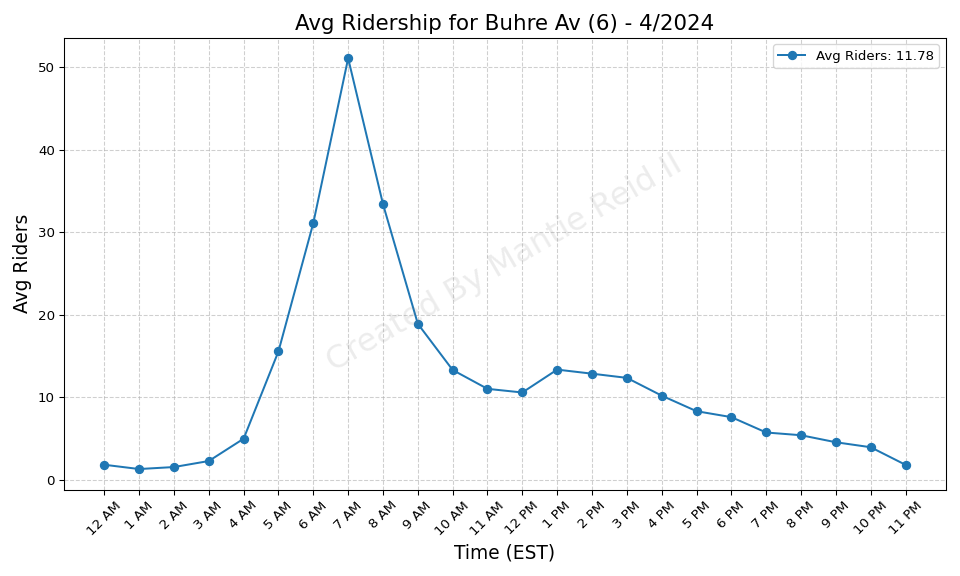 Avg Ridership for Buhre Av (6) - 4/2024
Avg Riders: 11.78
Avg Riders
50
40
30
20
10
0
Created By Mantle Reid II
12 AM
1 AM
2 AM
3 AM
4 AM
5 AM
6 AM
7 AM
8 AM
9 AM
10 AM
11 AM
12 PM
1 PM
2 PM
3 PM
4 PM
5 PM
6 PM
7 PM
8 PM
9 PM
10 PM
11 PM
Time (EST)